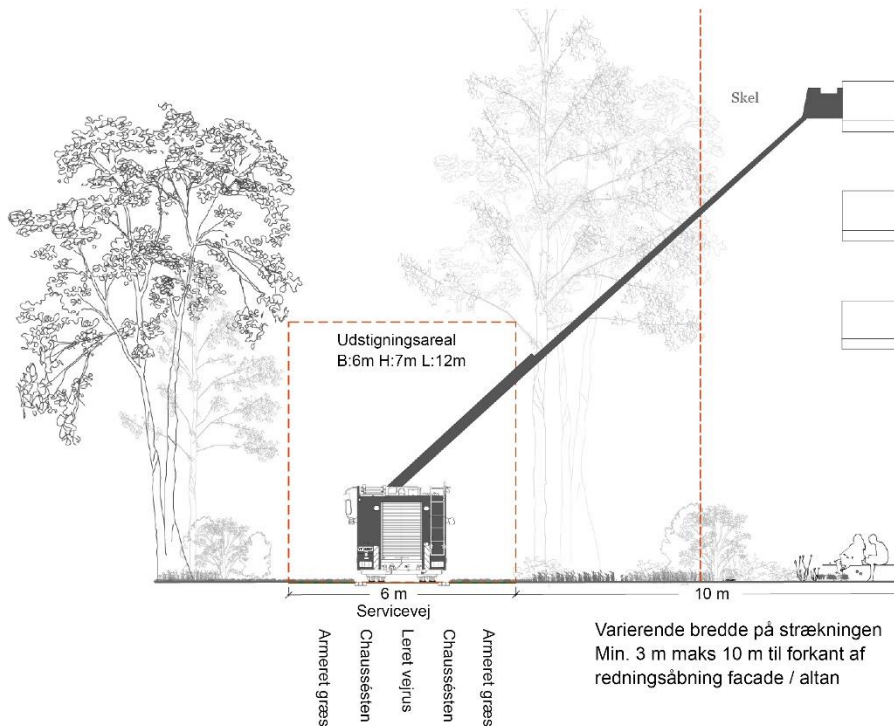 Skel
Udstigningsareal
B:6m H:7m L:12m
6 m
10 m
Servicevej
Armeret græs
Chaussésten
Leret vejrus
Chaussésten
Armeret græs
Varierende bredde på strækningen
Min. 3 m maks 10 m til forkant af
redningsåbning facade / altan